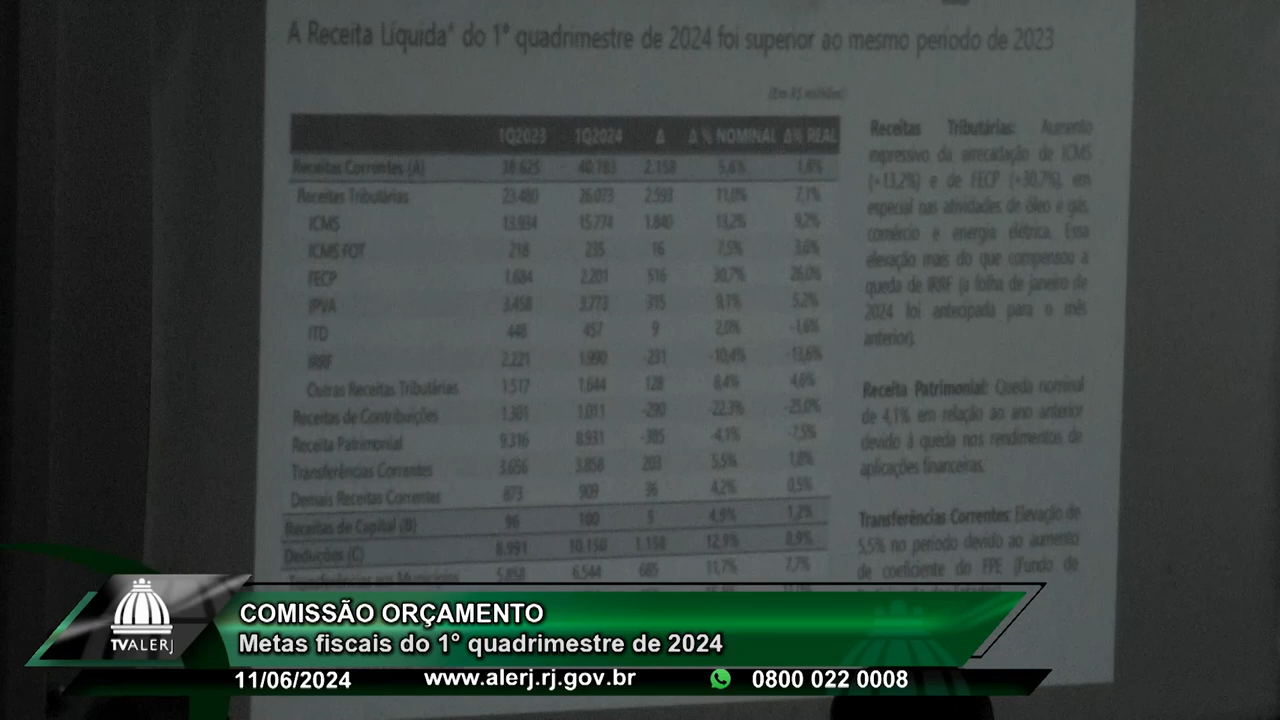 A Receita Líquida* do 1º quadrimestre de 2024 foi superior ao mesmo período de 2023
(Em R$ milhões)
1Q2023 1Q2024 Δ Δ % NOMINAL Δ% REAL
Receitas Correntes (A) 38.625 40.783 2.158 5,6% 1,8%
Receitas Tributárias 23.480 26.073 2.593 11,0% 7,1%
ICMS 13.934 15.774 1.840 13,2% 9,2%
ICMS FOT 218 235 16 7,5% 3,6%
FECP 1.684 2.201 516 30,7% 26,0%
IPVA 3.458 3.773 315 9,1% 5,2%
ITD 448 457 9 2,0% -1,6%
IRRF 2.221 1.990 -231 -10,4% -13,6%
Outras Receitas Tributárias 1.517 1.644 128 8,4% 4,6%
Receitas de Contribuições 1.301 1.011 -290 -22,3% -25,0%
Receita Patrimonial 9.316 8.931 -385 -4,1% -7,5%
Transferências Correntes 3.656 3.858 203 5,5% 1,8%
Demais Receitas Correntes 873 909 36 4,2% 0,5%
Receitas de Capital (B) 96 100 5 4,9% 1,2%
Deduções (C) 8.991 10.150 1.158 12,9% 8,9%
5.858 6.544 685 11,7% 7,7%
Receitas Tributárias: Aumento
expressivo da arrecadação de ICMS
(+13,2%) e de FECP (+30,7%), em
especial nas atividades de óleo e gás,
comércio e energia elétrica. Essa
elevação mais do que compensou a
queda de IRRF (a folha de janeiro de
2024 foi antecipada para o mês
anterior).
Receita Patrimonial: Queda nominal
de 4,1% em relação ao ano anterior
devido à queda nos rendimentos de
aplicações financeiras.
Transferências Correntes: Elevação de
5,5% no período devido ao aumento
de coeficiente do FPE (Fundo de
TVALERJ
COMISSÃO ORÇAMENTO
Metas fiscais do 1º quadrimestre de 2024
11/06/2024 www.alerj.rj.gov.br 0800 022 0008